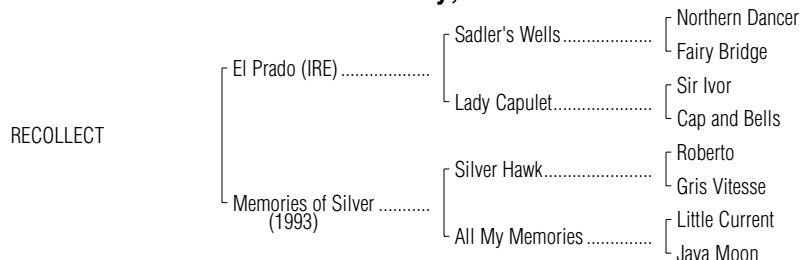 Northern Dancer
Sadler's Wells
Fairy Bridge
El Prado (IRE)
Sir Ivor
Lady Capulet
Cap and Bells
RECOLLECT
Roberto
Silver Hawk
Gris Vitesse
Memories of Silver
(1993)
Little Current
All My Memories
Java Moon